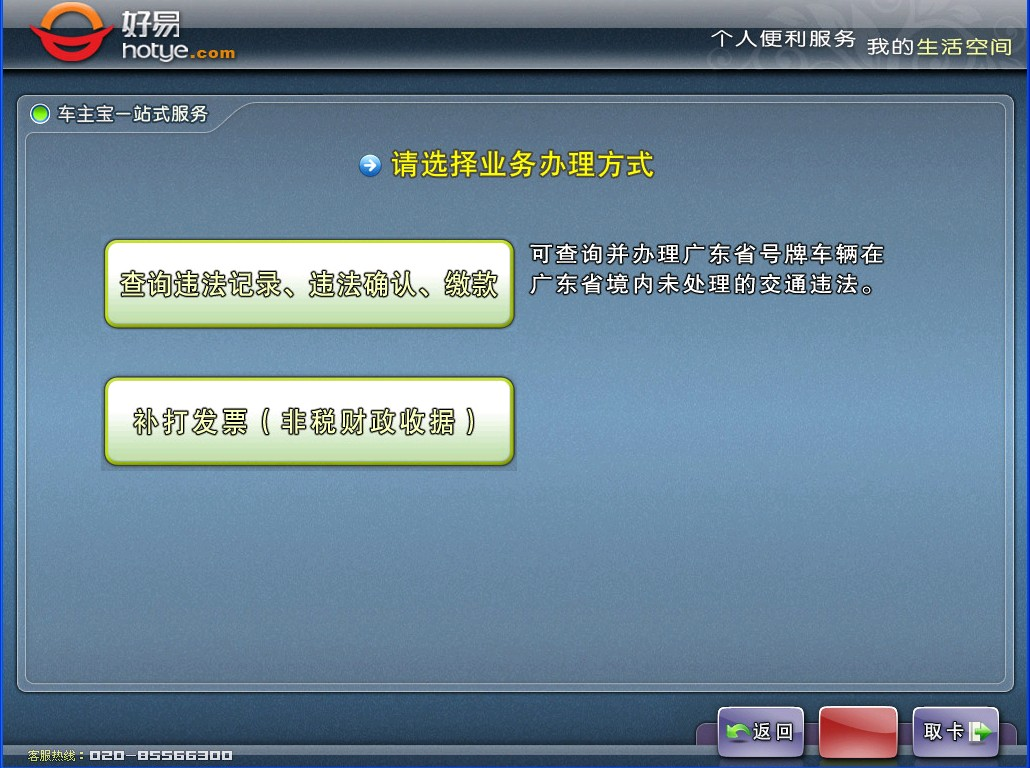 好易
hotye.com
个人便利服务 我的生活空间
车主宝一站式服务
请选择业务办理方式
查询违法记录、违法确认、缴款
可查询并办理广东省号牌车辆在
广东省境内未处理的交通违法。
补打发票（非税财政收据）
返回
取卡
客服热线：020-85566300